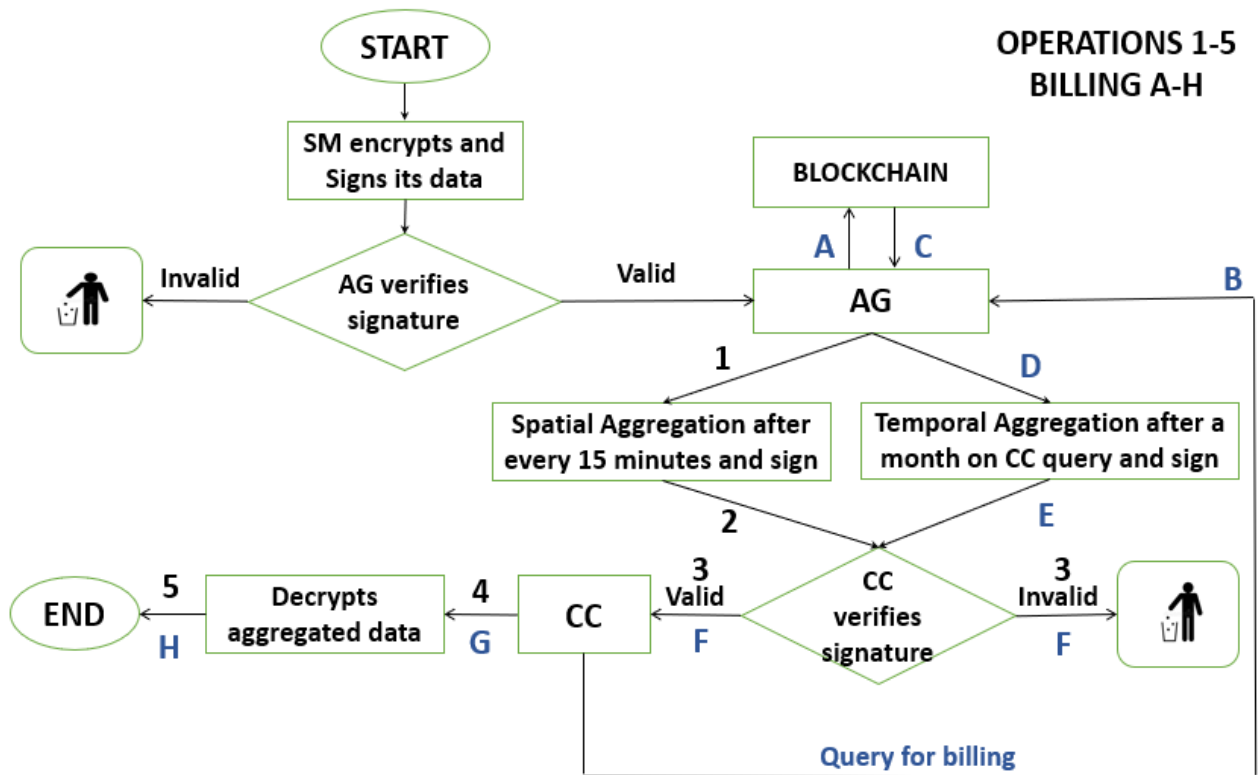 START
OPERATIONS 1-5
BILLING A-H
SM encrypts and
Signs its data
BLOCKCHAIN
A
C
Invalid
AG verifies
signature
Valid
AG
B
1
D
Spatial Aggregation after
every 15 minutes and sign
Temporal Aggregation after a
month on CC query and sign
2
E
END
5
H
Decrypts
aggregated data
4
G
CC
3
Valid
F
CC
verifies
signature
3
Invalid
F
Query for billing